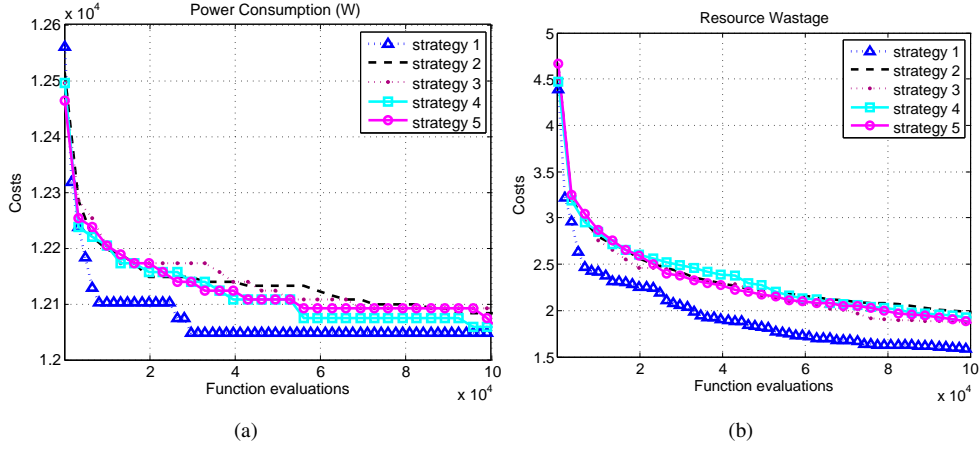 Power Consumption (W)
x 10^4
1.26
1.25
1.24
1.23
1.22
1.21
1.2
Costs
strategy 1
strategy 2
strategy 3
strategy 4
strategy 5
2 4 6 8 10
Function evaluations
x 10^4
(a)
Resource Wastage
5
4.5
4
3.5
3
2.5
2
1.5
Costs
strategy 1
strategy 2
strategy 3
strategy 4
strategy 5
2 4 6 8 10
Function evaluations
x 10^4
(b)